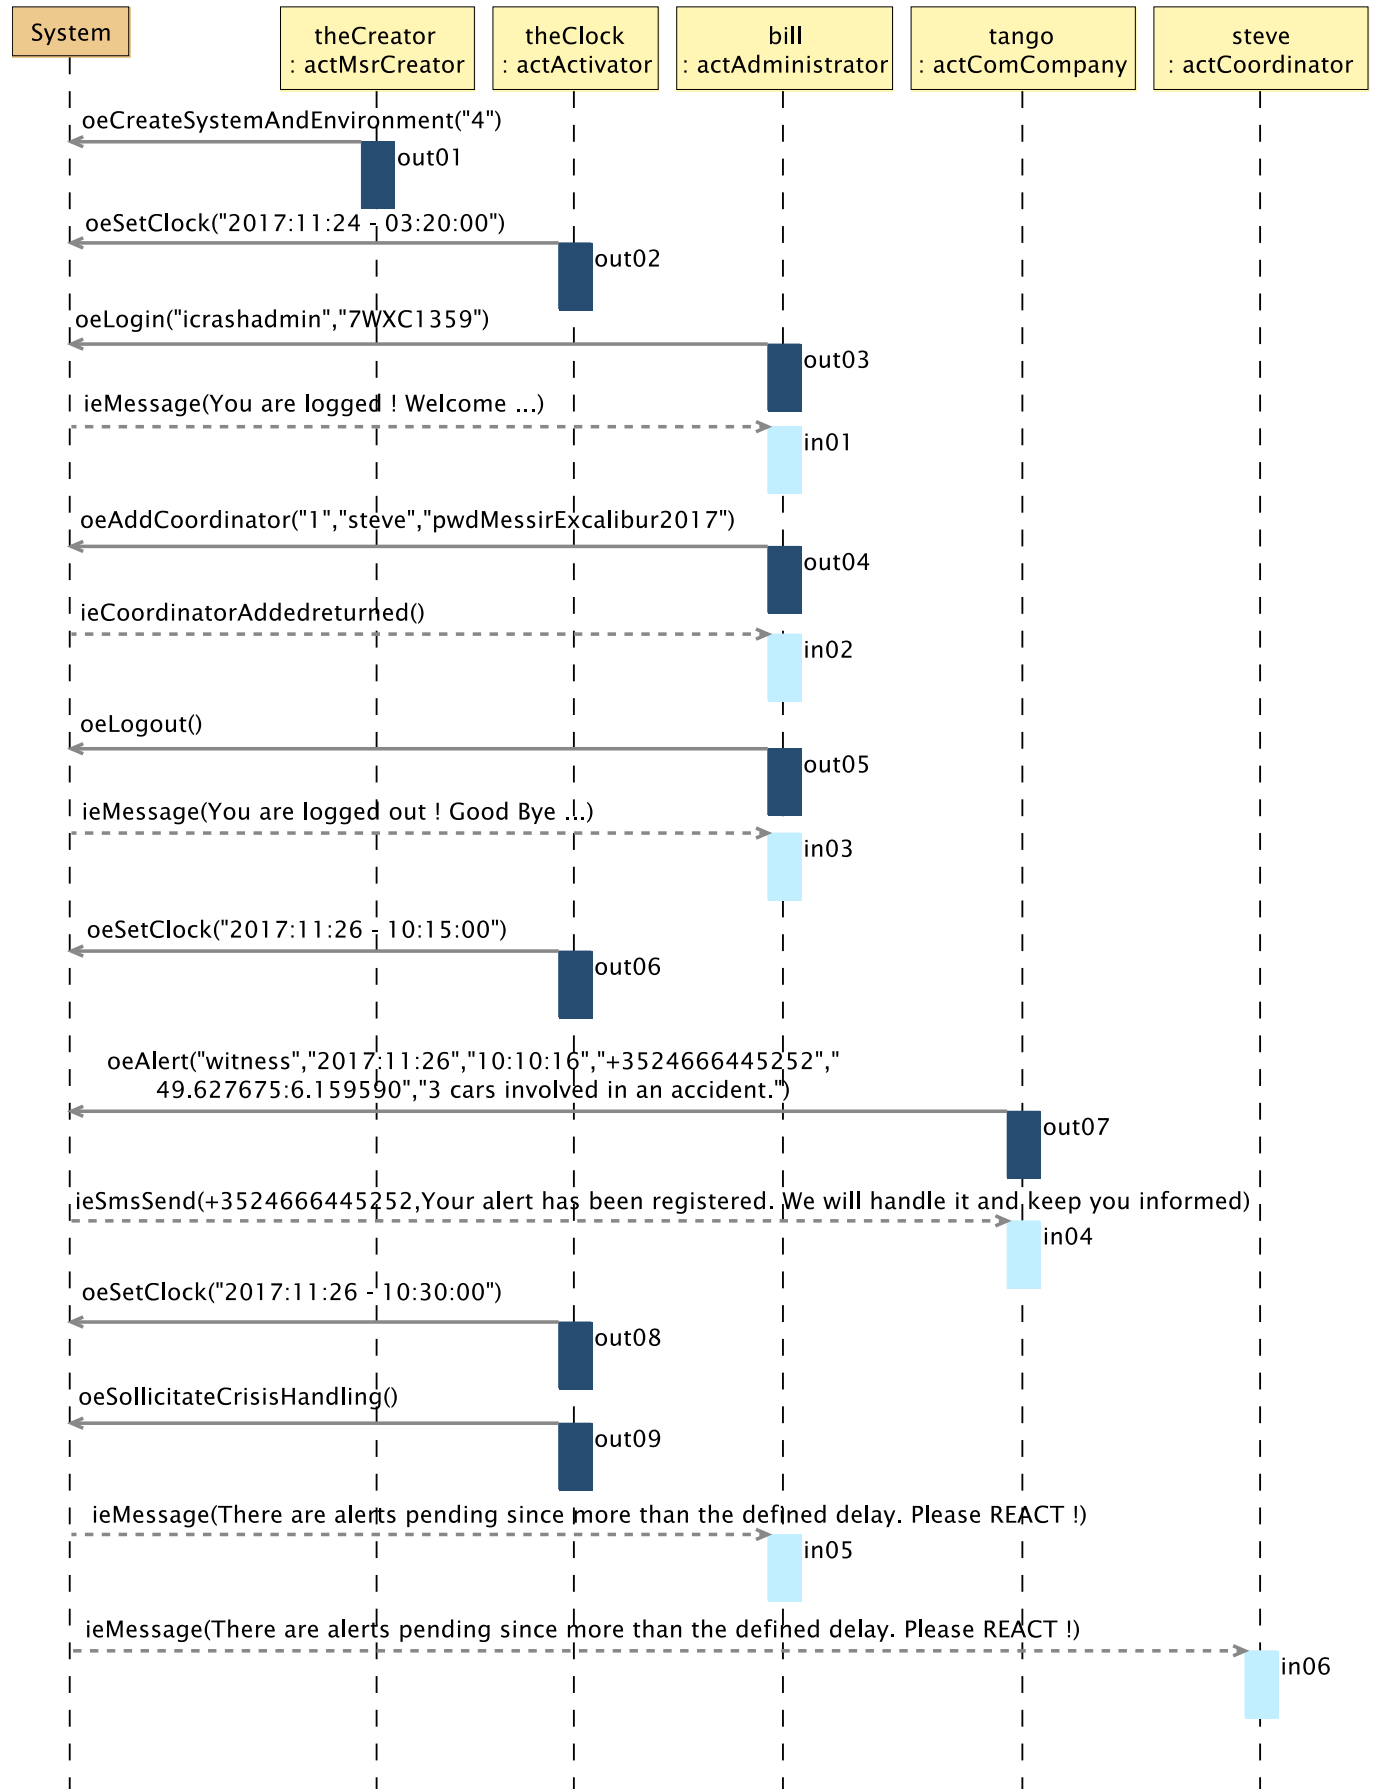 System
theCreator
: actMsrCreator
theClock
: actActivator
bill
: actAdministrator
tango
: actComCompany
steve
: actCoordinator
oeCreateSystemAndEnvironment("4")
out01
oeSetClock("2017:11:24 - 03:20:00")
out02
oeLogin("icrashadmin","7WXC1359")
out03
ieMessage(You are logged ! Welcome ...)
in01
oeAddCoordinator("1","steve","pwdMessirExcalibur2017")
out04
ieCoordinatorAddedreturned()
in02
oeLogout()
out05
ieMessage(You are logged out ! Good Bye ...)
in03
oeSetClock("2017:11:26 - 10:15:00")
out06
oeAlert("witness","2017:11:26","10:10:16","+3524666445252","
49.627675:6.159590","3 cars involved in an accident.")
out07
ieSmsSend(+3524666445252,Your alert has been registered. We will handle it and keep you informed)
in04
oeSetClock("2017:11:26 - 10:30:00")
out08
oeSollicitateCrisisHandling()
out09
ieMessage(There are alerts pending since more than the defined delay. Please REACT !)
in05
ieMessage(There are alerts pending since more than the defined delay. Please REACT !)
in06